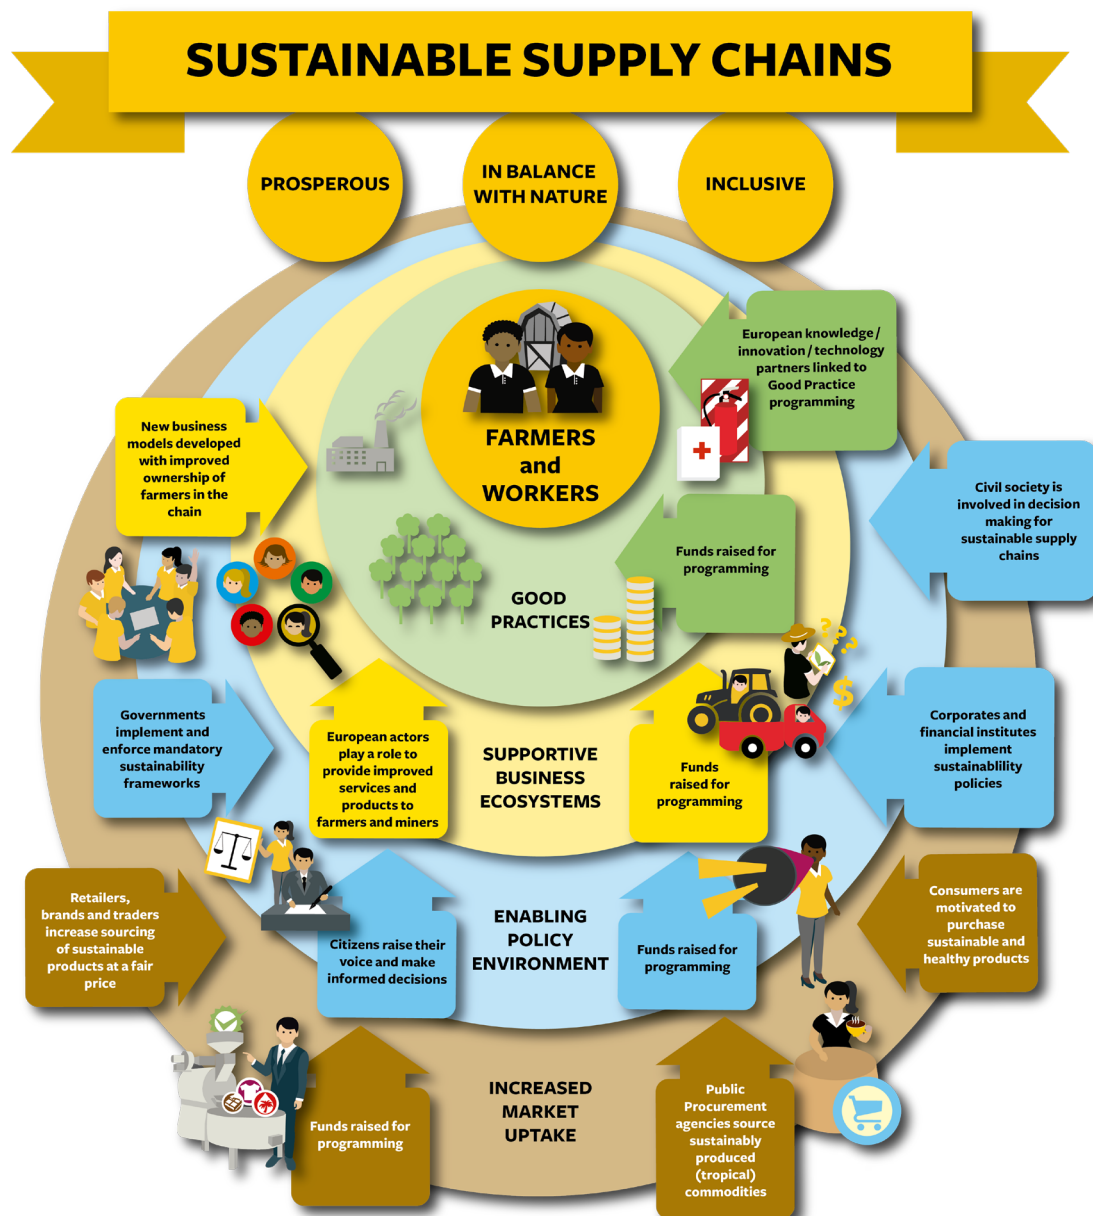 SUSTAINABLE SUPPLY CHAINS
PROSPEROUS
IN BALANCE
WITH NATURE
INCLUSIVE
FARMERS
and
WORKERS
European knowledge /
innovation / technology
partners linked to
Good Practice
programming
New business
models developed
with improved
ownership of
farmers in the
chain
Civil society is
involved in decision
making for
sustainable supply
chains
Funds raised for
programming
GOOD
PRACTICES
???
$
Governments
implement and
enforce mandatory
sustainability
frameworks
European actors
play a role to
provide improved
services and
products to
farmers and miners
SUPPORTIVE
BUSINESS
ECOSYSTEMS
Funds
raised for
programming
Corporates and
financial institutes
implement
sustainablility
policies
Retailers,
brands and traders
increase sourcing
of sustainable
products at a fair
price
Citizens raise their
voice and make
informed decisions
ENABLING
POLICY
ENVIRONMENT
Funds raised for
programming
Consumers are
motivated to
purchase
sustainable and
healthy products
Funds raised for
programming
INCREASED
MARKET
UPTAKE
Public
Procurement
agencies source
sustainably
produced
(tropical)
commodities